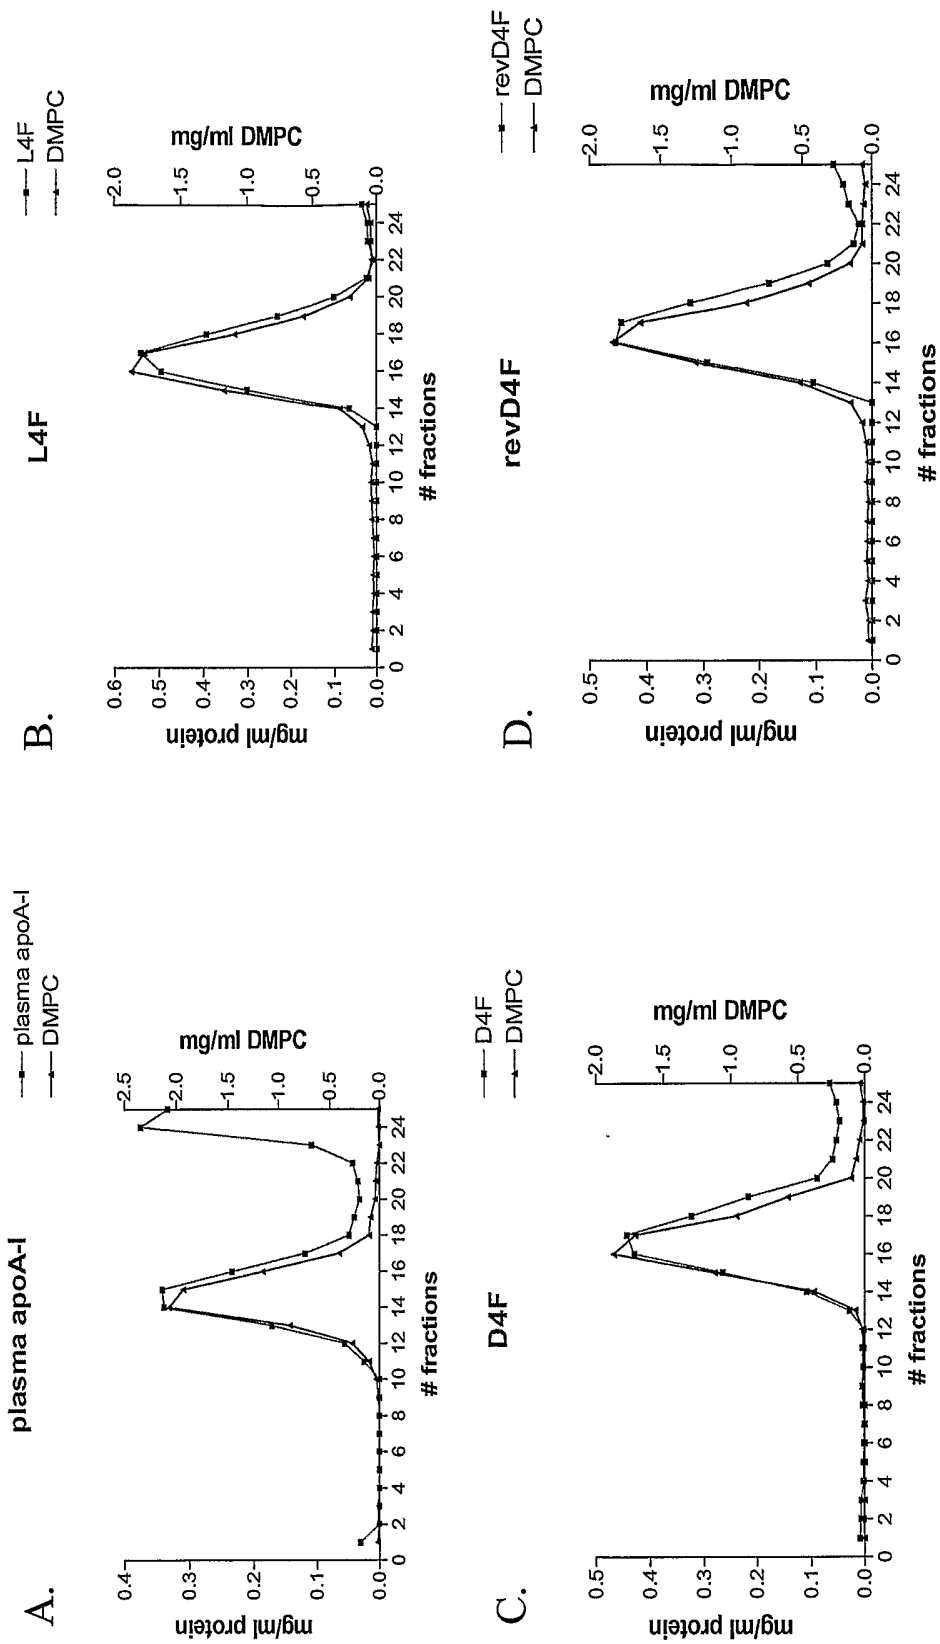 A.
plasma apoA-I
plasma apoA-I
DMPC
mg/ml protein
0.4
0.3
0.2
0.1
0.0
mg/ml DMPC
2.5
2.0
1.5
1.0
0.5
0.0
0 2 4 6 8 10 12 14 16 18 20 22 24
# fractions
B.
L4F
L4F
DMPC
mg/ml protein
0.6
0.5
0.4
0.3
0.2
0.1
0.0
mg/ml DMPC
2.0
1.5
1.0
0.5
0.0
0 2 4 6 8 10 12 14 16 18 20 22 24
# fractions
C.
D4F
D4F
DMPC
mg/ml protein
0.5
0.4
0.3
0.2
0.1
0.0
mg/ml DMPC
2.0
1.5
1.0
0.5
0.0
0 2 4 6 8 10 12 14 16 18 20 22 24
# fractions
D.
revD4F
revD4F
DMPC
mg/ml protein
0.5
0.4
0.3
0.2
0.1
0.0
mg/ml DMPC
2.0
1.5
1.0
0.5
0.0
0 2 4 6 8 10 12 14 16 18 20 22 24
# fractions